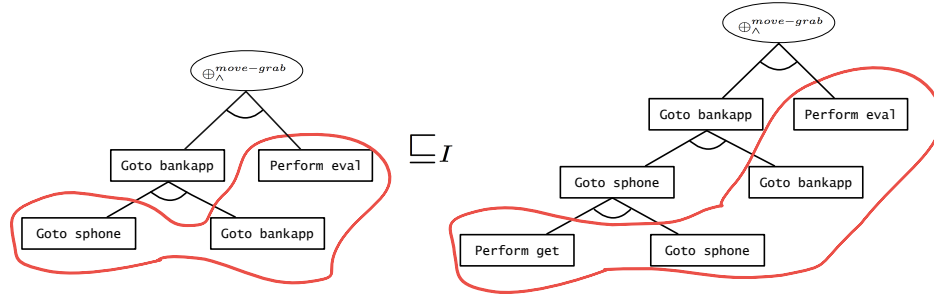 ⊕∧^move−grab
Goto bankapp
Perform eval
Goto sphone
Goto bankapp
⊑I
⊕∧^move−grab
Goto bankapp
Perform eval
Goto sphone
Goto bankapp
Perform get
Goto sphone